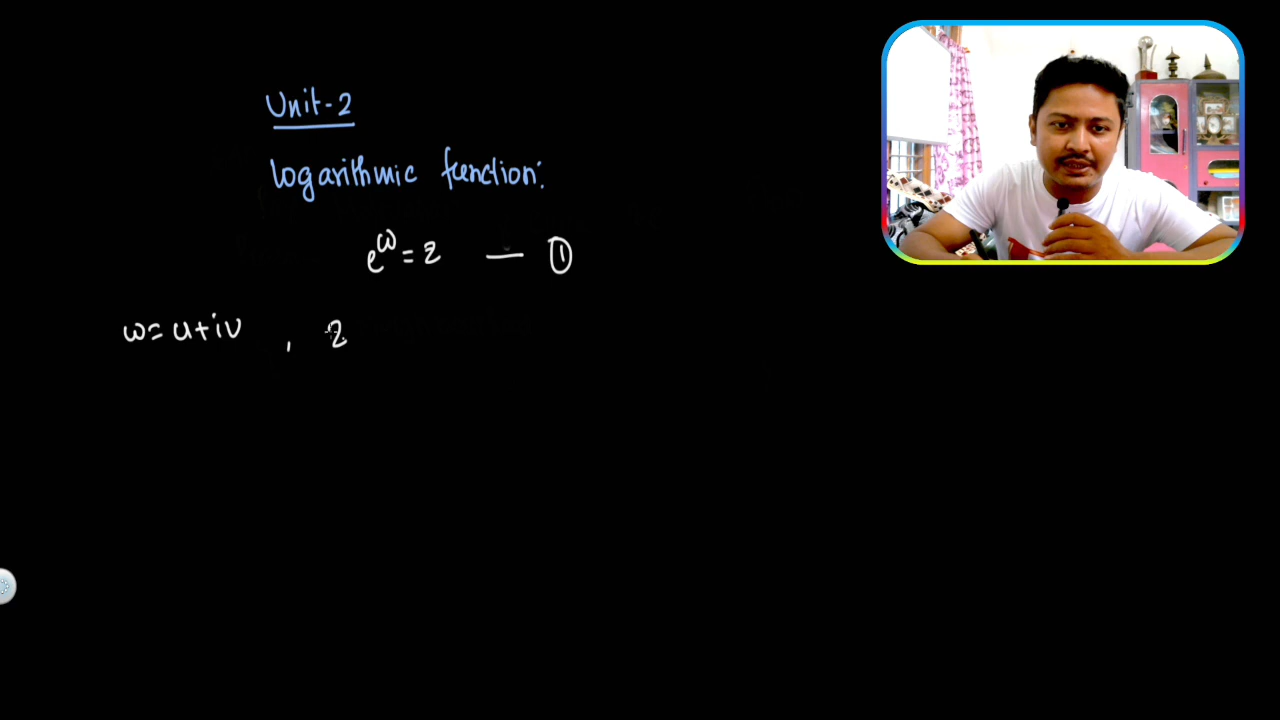 Unit-2
logarithmic function:
e^ω = z — ①
ω = u+iv , z